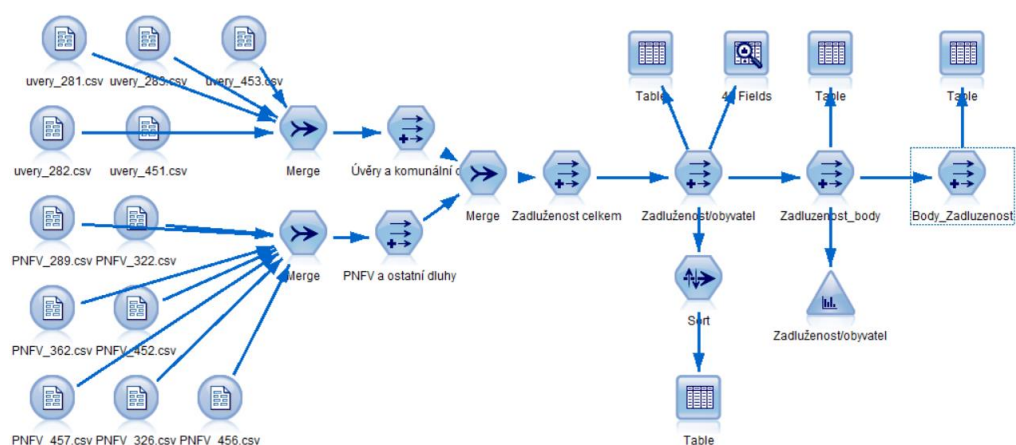 uvery_281.csv
uvery_283.csv
uvery_453.csv
Table
Fields
Table
Table
uvery_282.csv
uvery_451.csv
Merge
Úvěry a komunální
Merge
Zadluženost celkem
Zadluženost/obyvatel
Zadluzenost_body
Body_Zadluzenost
PNFV_289.csv
PNFV_322.csv
Merge
PNFV a ostatní dluhy
Sort
PNFV_362.csv
PNFV_452.csv
Zadluženost/obyvatel
PNFV_457.csv
PNFV_326.csv
PNFV_456.csv
Table